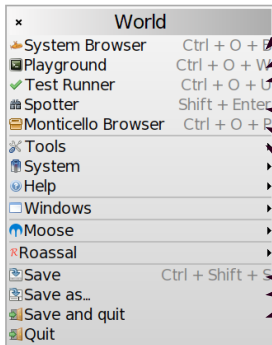 × World
System Browser Ctrl + O + B
Playground Ctrl + O + W
Test Runner Ctrl + O + U
Spotter Shift + Enter
Monticello Browser Ctrl + O + P
Tools
System
Help
Windows
Moose
Roassal
Save Ctrl + Shift + S
Save as...
Save and quit
Quit